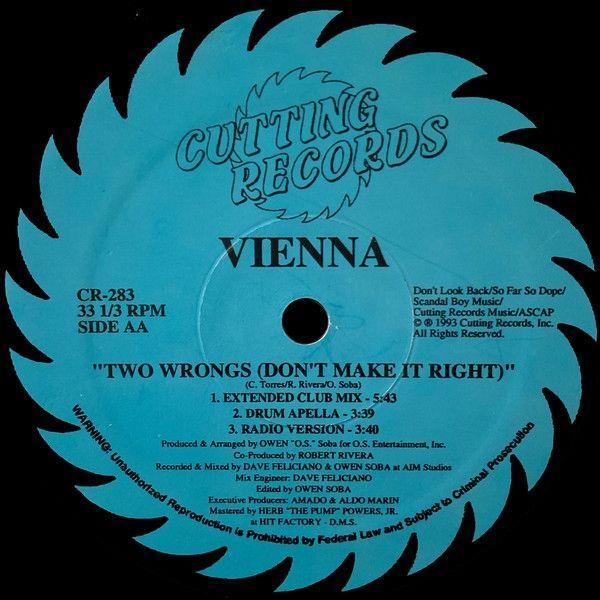 CUTTING
RECORDS
VIENNA
CR-283
33 1/3 RPM
SIDE AA
Don't Look Back/So Far So Dope/
Scandal Boy Music/
Cutting Records Music/ASCAP
© ® 1993 Cutting Records, Inc.
All Rights Reserved.
"TWO WRONGS (DON'T MAKE IT RIGHT)"
(C. Torres/R. Rivera/O. Soba)
1. EXTENDED CLUB MIX - 5:43
2. DRUM APELLA - 3:39
3. RADIO VERSION - 3:40
Produced & Arranged by OWEN "O.S." Soba for O.S. Entertainment, Inc.
Co-Produced by ROBERT RIVERA
Recorded & Mixed by DAVE FELICIANO & OWEN SOBA at AIM Studios
Mix Engineer: DAVE FELICIANO
Edited by OWEN SOBA
Executive Producers: AMADO & ALDO MARIN
Mastered by HERB "THE PUMP" POWERS, JR.
at HIT FACTORY - D.M.S.
WARNING: Unauthorized Reproduction is Prohibited by Federal Law and Subject to Criminal Prosecution